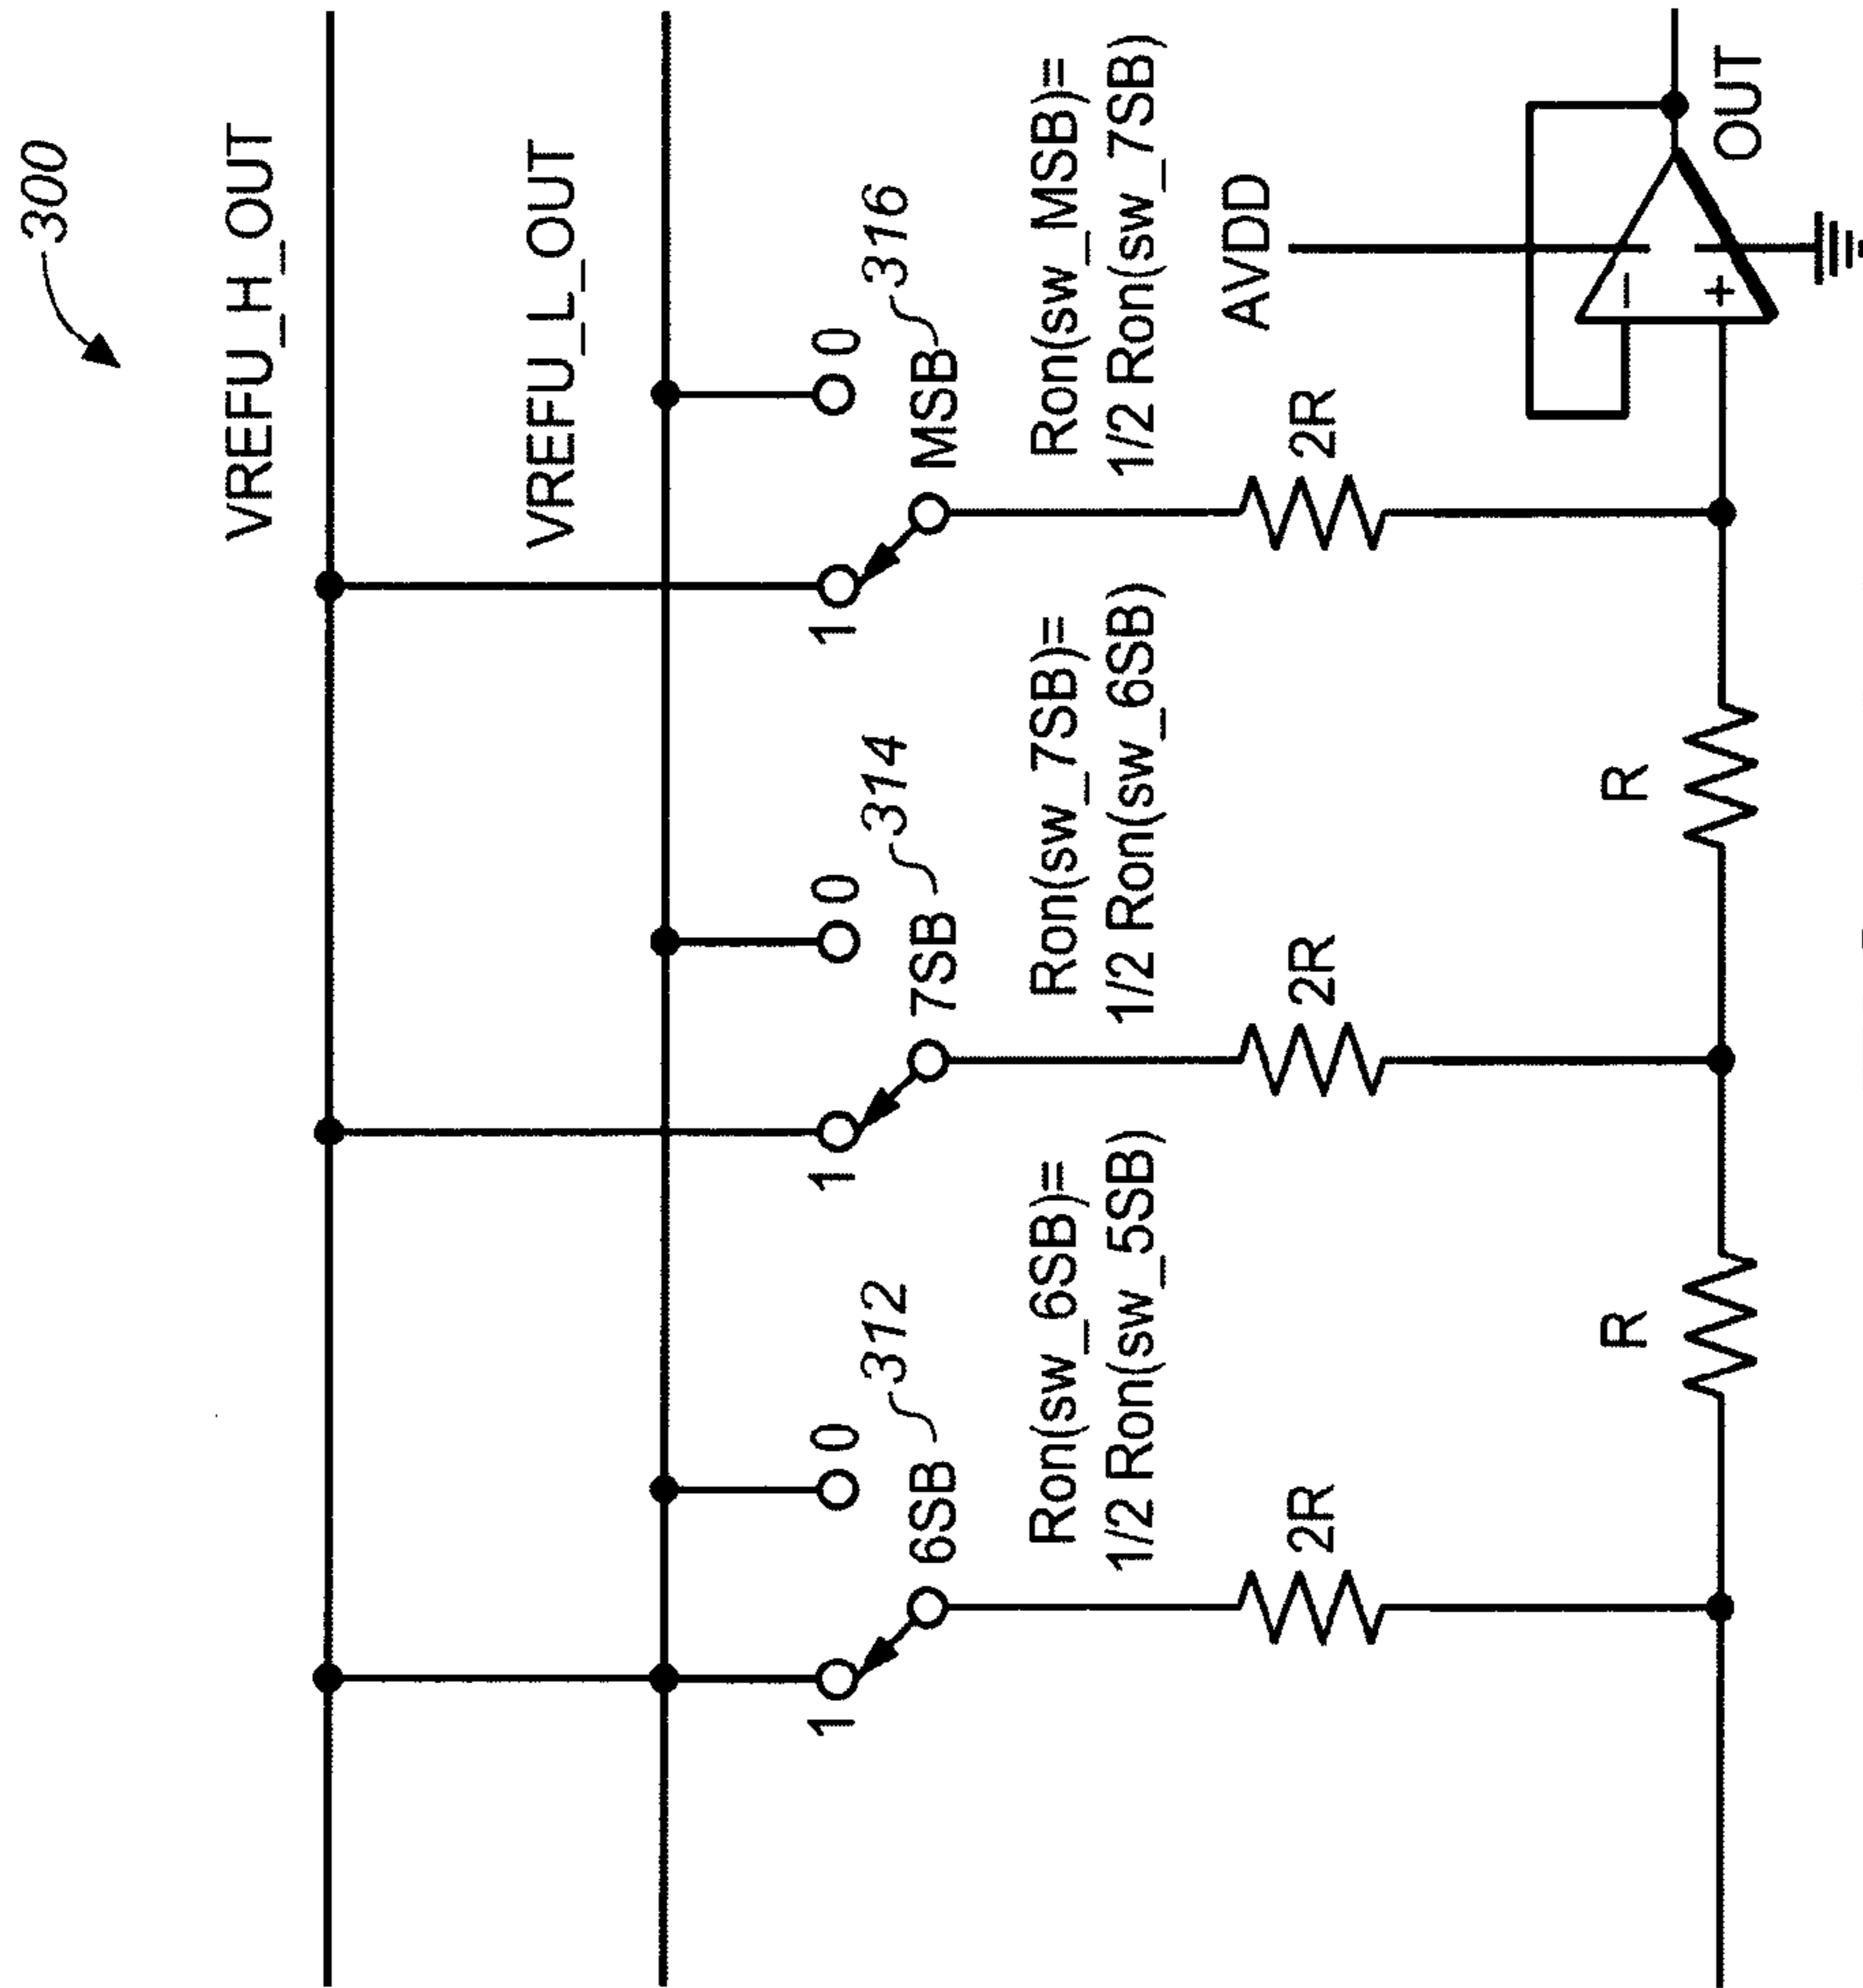 300
VREFU_H_OUT
VREFU_L_OUT
1 0 1 0 1 0
6SB 312 7SB 314 MSB 316
Ron(sw_6SB)=
1/2 Ron(sw_5SB)
Ron(sw_7SB)=
1/2 Ron(sw_6SB)
Ron(sw_MSB)=
1/2 Ron(sw_7SB)
AVDD
2R 2R 2R
R R
−
+
OUT